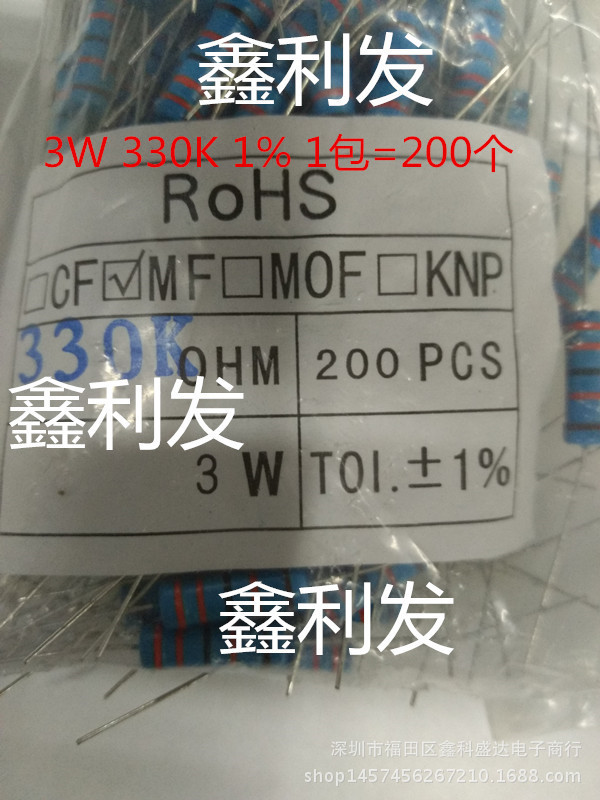 鑫利发
3W 330K 1% 1包=200个
RoHS
□CF☑MF□MOF□KNP
330K OHM 200 PCS
鑫利发
3 W TOl.±1%
鑫利发
深圳市福田区鑫科盛达电子商行
shop1457456267210.1688.com